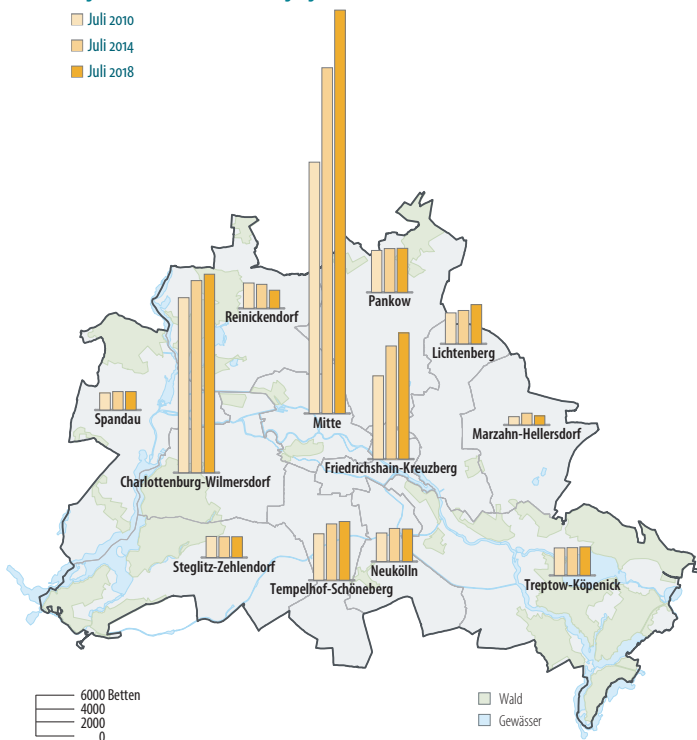 Juli 2010
Juli 2014
Juli 2018
Pankow
Reinickendorf
Lichtenberg
Spandau
Mitte
Marzahn-Hellersdorf
Friedrichshain-Kreuzberg
Charlottenburg-Wilmersdorf
Steglitz-Zehlendorf
Neukölln
Tempelhof-Schöneberg
Treptow-Köpenick
6000 Betten
4000
2000
0
Wald
Gewässer